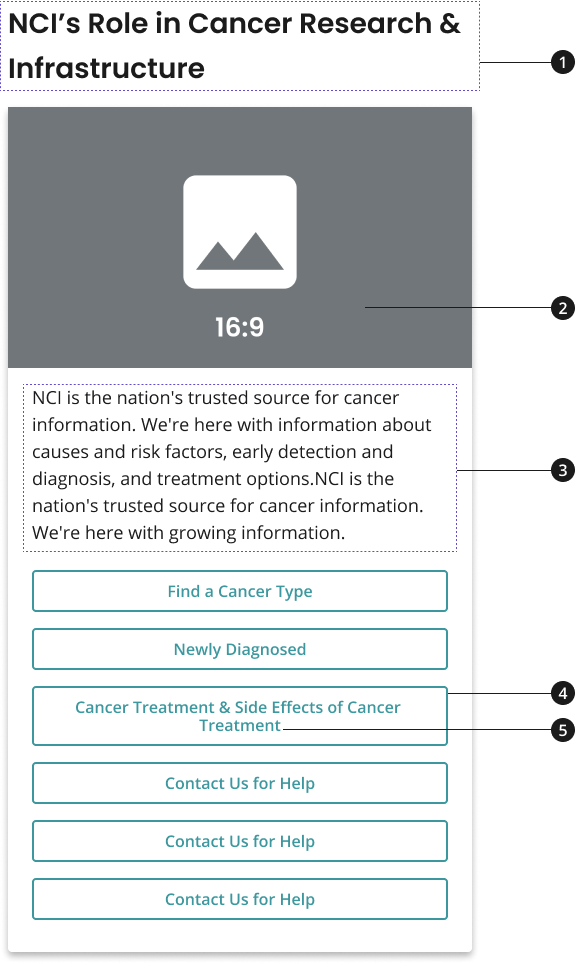 NCI’s Role in Cancer Research &
Infrastructure
1
16:9
2
NCI is the nation's trusted source for cancer
information. We're here with information about
causes and risk factors, early detection and
diagnosis, and treatment options.NCI is the
nation's trusted source for cancer information.
We're here with growing information.
3
Find a Cancer Type
Newly Diagnosed
Cancer Treatment & Side Effects of Cancer
Treatment
4
5
Contact Us for Help
Contact Us for Help
Contact Us for Help